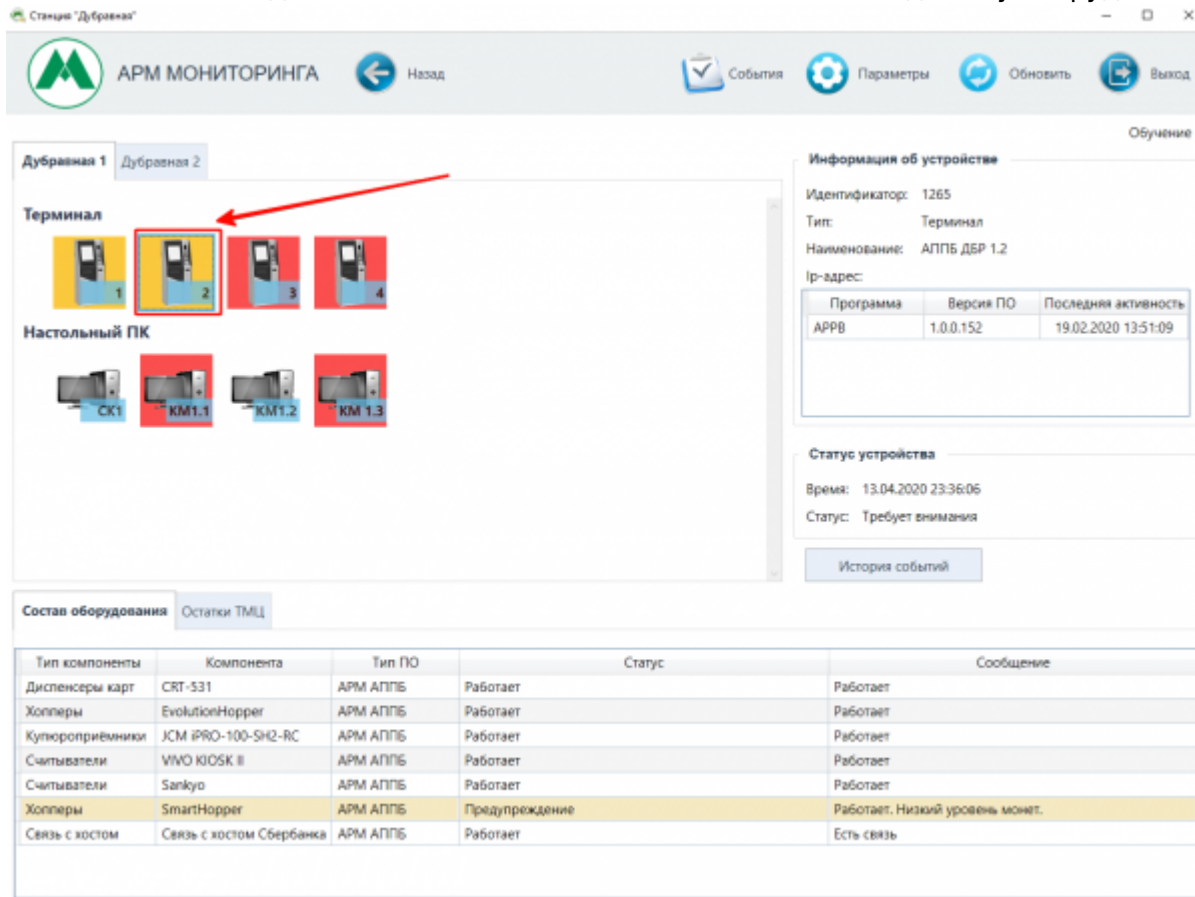 Станция "Дубравная"
АРМ МОНИТОРИНГА Назад События Параметры Обновить Выход
Обучение
Дубравная 1 Дубравная 2
Терминал
1 2 3 4
Настольный ПК
СК1 КМ1.1 КМ1.2 КМ 1.3
Информация об устройстве
Идентификатор: 1265
Тип: Терминал
Наименование: АППБ ДБР 1.2
Ip-адрес:
Программа Версия ПО Последняя активность
APPB 1.0.0.152 19.02.2020 13:51:09
Статус устройства
Время: 13.04.2020 23:36:06
Статус: Требует внимания
История событий
Состав оборудования Остатки ТМЦ
Тип компоненты Компонента Тип ПО Статус Сообщение
Диспенсеры карт CRT-531 АРМ АППБ Работает Работает
Хопперы EvolutionHopper АРМ АППБ Работает Работает
Купюроприёмники JCM iPRO-100-SH2-RC АРМ АППБ Работает Работает
Считыватели VIVO KIOSK II АРМ АППБ Работает Работает
Считыватели Sankyo АРМ АППБ Работает Работает
Хопперы SmartHopper АРМ АППБ Предупреждение Работает. Низкий уровень монет.
Связь с хостом Связь с хостом Сбербанка АРМ АППБ Работает Есть связь